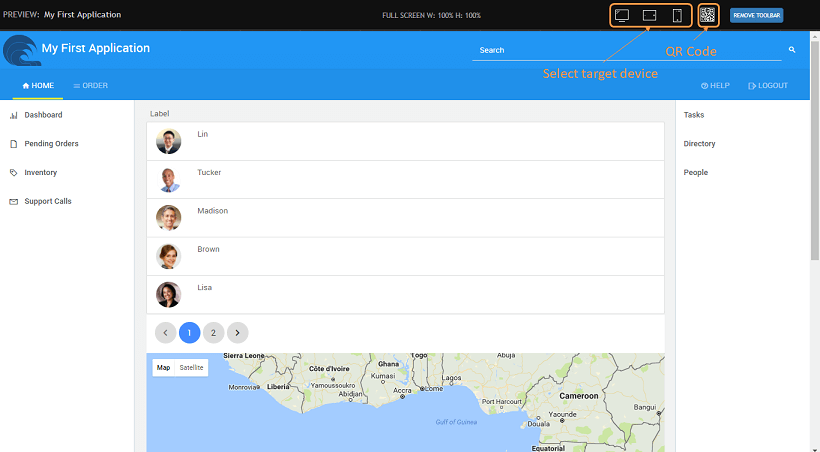 PREVIEW: My First Application
FULL SCREEN W: 100% H: 100%
REMOVE TOOLBAR
QR Code
Select target device
My First Application
Search
HOME
ORDER
HELP
LOGOUT
Dashboard
Pending Orders
Inventory
Support Calls
Label
Lin
Tucker
Madison
Brown
Lisa
1
2
Tasks
Directory
People
Map
Satellite
Sierra Leone
Monrovia
Liberia
Côte d'Ivoire
Yamoussoukro
Abidjan
Ghana
Kumasi
Accra
Togo
Lome
Lagos
Abuja
Port Harcourt
Gulf of Guinea
Cameroon
Yaounde
Douala
Bangui
Equatorial